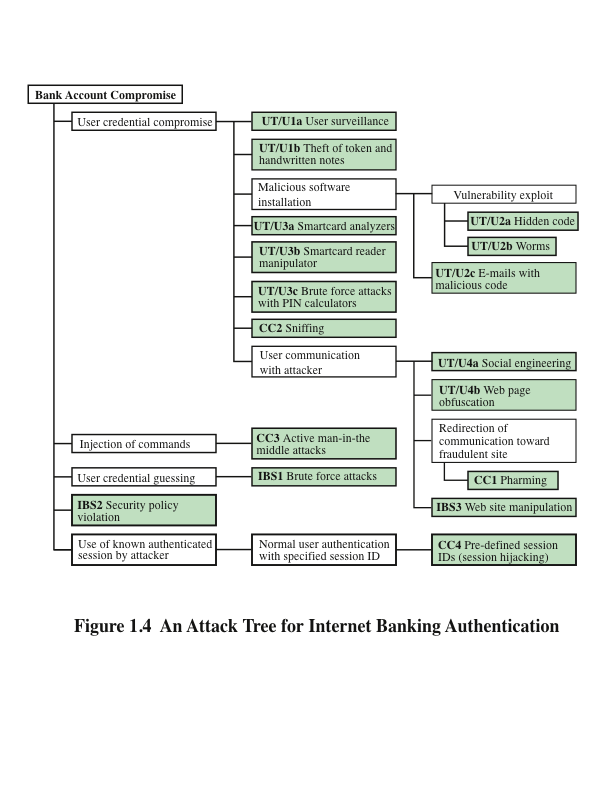 Bank Account Compromise
User credential compromise
UT/U1a User surveillance
UT/U1b Theft of token and
handwritten notes
Malicious software
installation
Vulnerability exploit
UT/U2a Hidden code
UT/U2b Worms
UT/U2c E-mails with
malicious code
UT/U3a Smartcard analyzers
UT/U3b Smartcard reader
manipulator
UT/U3c Brute force attacks
with PIN calculators
CC2 Sniffing
User communication
with attacker
UT/U4a Social engineering
UT/U4b Web page
obfuscation
Redirection of
communication toward
fraudulent site
CC1 Pharming
IBS3 Web site manipulation
Injection of commands
CC3 Active man-in-the
middle attacks
User credential guessing
IBS1 Brute force attacks
IBS2 Security policy
violation
Use of known authenticated
session by attacker
Normal user authentication
with specified session ID
CC4 Pre-defined session
IDs (session hijacking)
Figure 1.4 An Attack Tree for Internet Banking Authentication